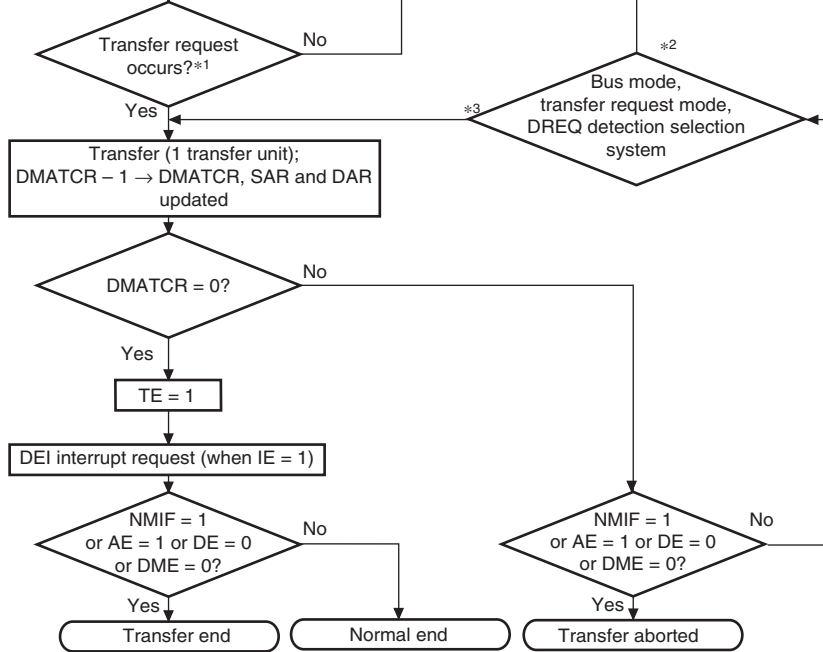 Transfer request
occurs?*1
No
Yes
*2
*3
Bus mode,
transfer request mode,
DREQ detection selection
system
Transfer (1 transfer unit);
DMATCR – 1 → DMATCR, SAR and DAR
updated
DMATCR = 0?
No
Yes
TE = 1
DEI interrupt request (when IE = 1)
NMIF = 1
or AE = 1 or DE = 0
or DME = 0?
No
Yes
NMIF = 1
or AE = 1 or DE = 0
or DME = 0?
No
Yes
Transfer end
Normal end
Transfer aborted